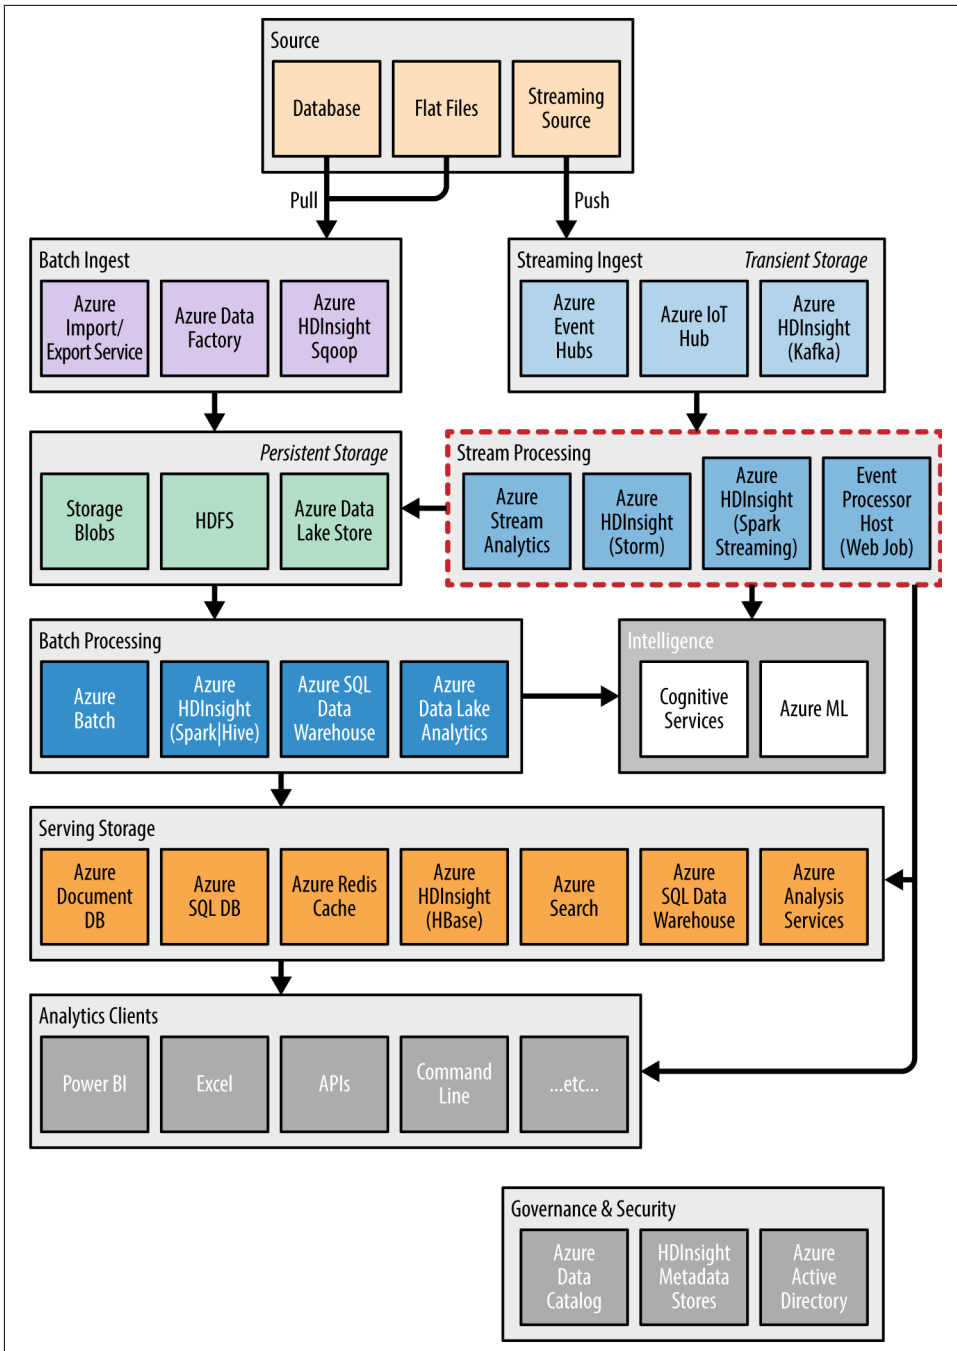 Source
Database
Flat Files
Streaming
Source
Pull
Push
Batch Ingest
Azure
Import/
Export Service
Azure Data
Factory
Azure
HDInsight
Sqoop
Streaming Ingest
Transient Storage
Azure
Event
Hubs
Azure IoT
Hub
Azure
HDInsight
(Kafka)
Persistent Storage
Storage
Blobs
HDFS
Azure Data
Lake Store
Stream Processing
Azure
Stream
Analytics
Azure
HDInsight
(Storm)
Azure
HDInsight
(Spark
Streaming)
Event
Processor
Host
(Web Job)
Batch Processing
Azure
Batch
Azure
HDInsight
(Spark|Hive)
Azure SQL
Data
Warehouse
Azure
Data Lake
Analytics
Intelligence
Cognitive
Services
Azure ML
Serving Storage
Azure
Document
DB
Azure
SQL DB
Azure Redis
Cache
Azure
HDInsight
(HBase)
Azure
Search
Azure
SQL Data
Warehouse
Azure
Analysis
Services
Analytics Clients
Power BI
Excel
APIs
Command
Line
...etc...
Governance & Security
Azure
Data
Catalog
HDInsight
Metadata
Stores
Azure
Active
Directory